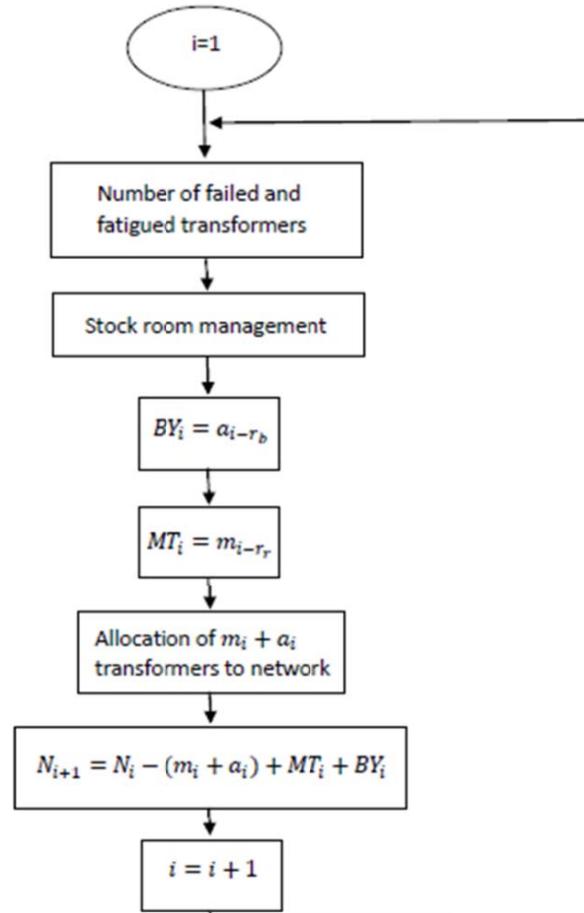 i=1
Number of failed and
fatigued transformers
Stock room management
$BY_i = a_{i-r_b}$
$MT_i = m_{i-r_r}$
Allocation of $m_i + a_i$
transformers to network
$N_{i+1} = N_i - (m_i + a_i) + MT_i + BY_i$
$i = i + 1$